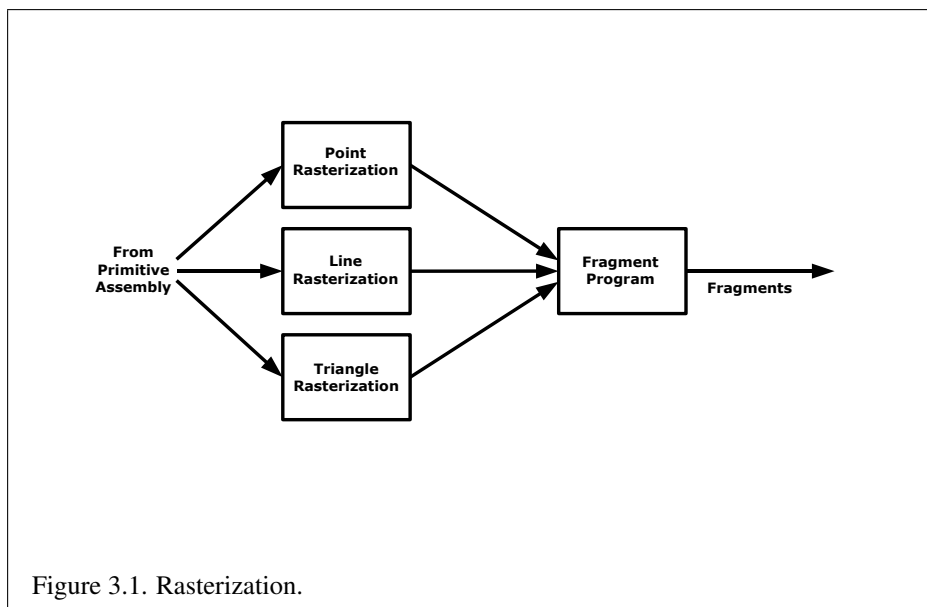 Point
Rasterization
From
Primitive
Assembly
Line
Rasterization
Triangle
Rasterization
Fragment
Program
Fragments
Figure 3.1. Rasterization.